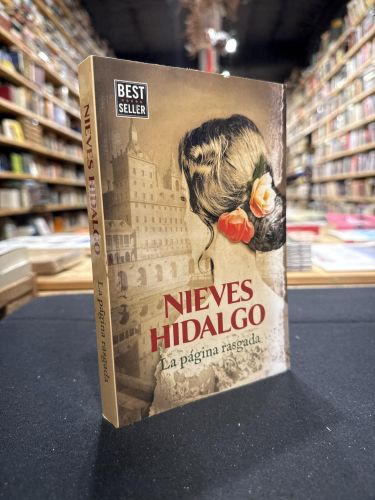 BEST
SELLER
NIEVES
HIDALGO
La página rasgada
NIEVES HIDALGO
La página rasgada